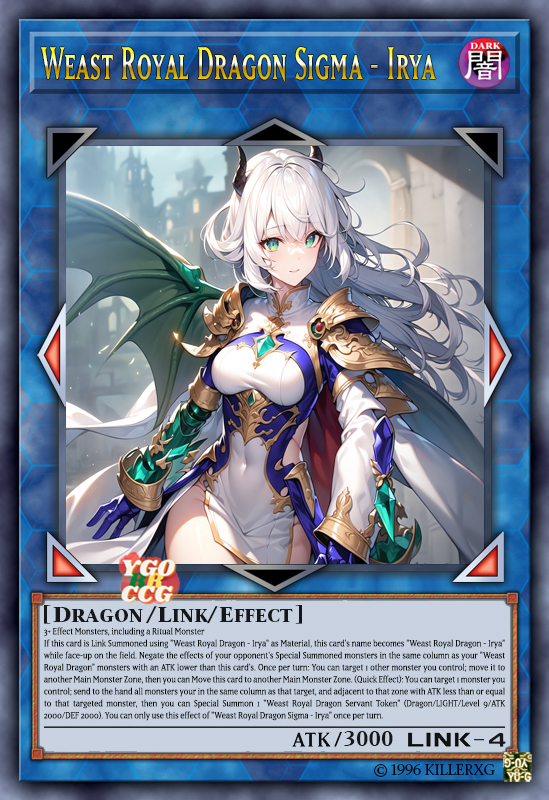 Weast Royal Dragon Sigma - Irya
DARK
闇
YGO
RR
CCG
[Dragon/Link/Effect]
3+ Effect Monsters, including a Ritual Monster
If this card is Link Summoned using "Weast Royal Dragon - Irya" as Material, this card's name becomes "Weast Royal Dragon - Irya"
while face-up on the field. Negate the effects of your opponent's Special Summoned monsters in the same column as your "Weast
Royal Dragon" monsters with an ATK lower than this card's. Once per turn: You can target 1 other monster you control; move it to
another Main Monster Zone, then you can Move this card to another Main Monster Zone. (Quick Effect): You can target 1 monster you
control; send to the hand all monsters your in the same column as that target, and adjacent to that zone with ATK less than or equal
to that targeted monster, then you can Special Summon 1 "Weast Royal Dragon Servant Token" (Dragon/LIGHT/Level 9/ATK
2000/DEF 2000). You can only use this effect of "Weast Royal Dragon Sigma - Irya" once per turn.
ATK/3000 LINK-4
© 1996 KILLERXG